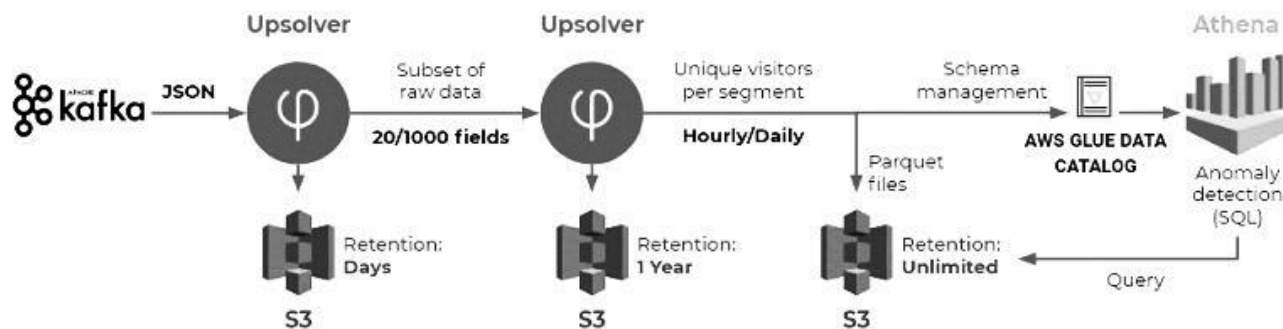 Upsolver
Upsolver
Athena
APACHE
kafka
JSON
Subset of
raw data
20/1000 fields
Unique visitors
per segment
Hourly/Daily
Schema
management
AWS GLUE DATA
CATALOG
Parquet
files
Anomaly
detection
(SQL)
Retention:
Days
Retention:
1 Year
Retention:
Unlimited
Query
S3
S3
S3